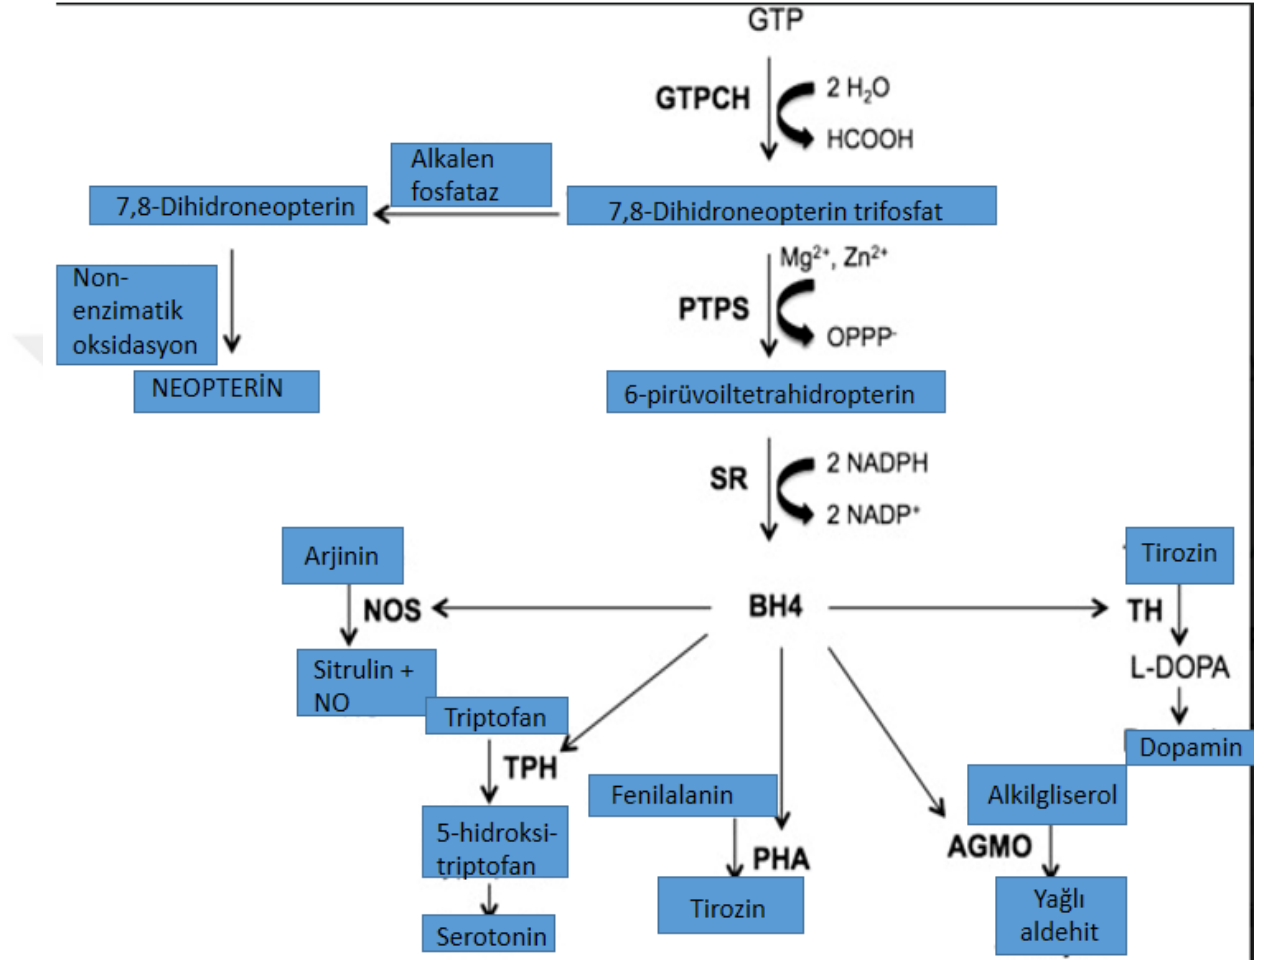 GTP
GTPCH
2 H₂O
HCOOH
Alkalen
fosfataz
7,8-Dihidroneopterin
7,8-Dihidroneopterin trifosfat
Non-
enzimatik
oksidasyon
NEOPTERİN
Mg²⁺, Zn²⁺
PTPS
OPPP⁻
6-pirüvoiltetrahidropterin
SR
2 NADPH
2 NADP⁺
Arjinin
NOS
Sitrulin +
NO
BH4
Tirozin
TH
L-DOPA
Dopamin
Triptofan
TPH
5-hidroksi-
triptofan
Serotonin
Fenilalanin
PHA
Tirozin
Alkilgliserol
AGMO
Yağlı
aldehit